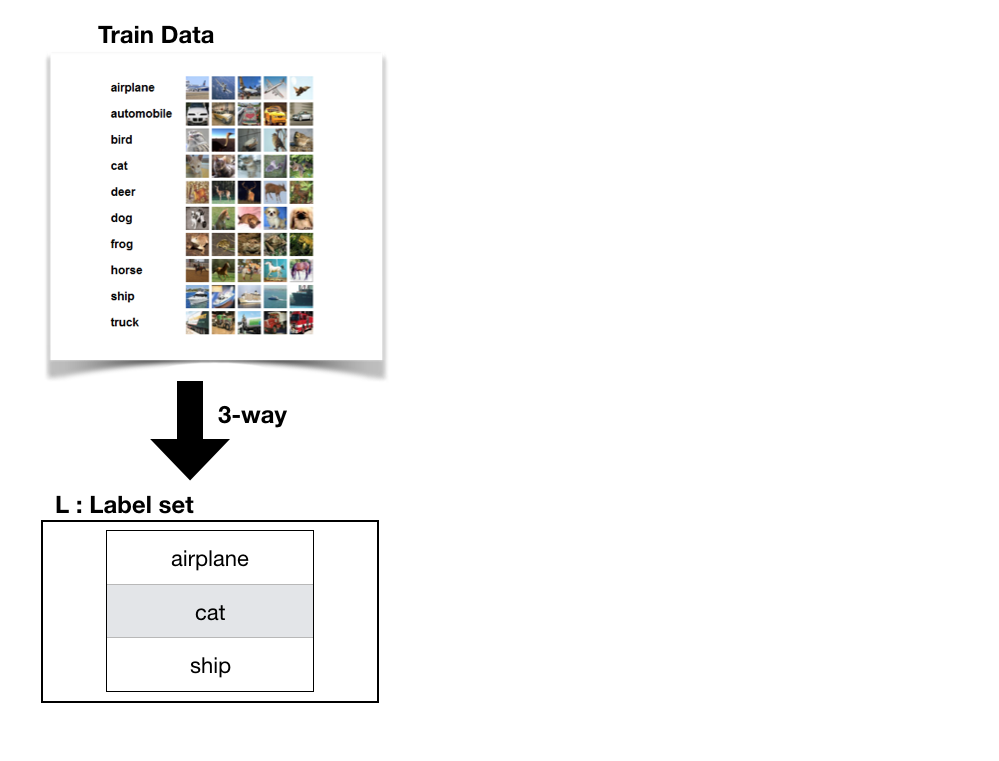 Train Data
airplane
automobile
bird
cat
deer
dog
frog
horse
ship
truck
3-way
L : Label set
airplane
cat
ship